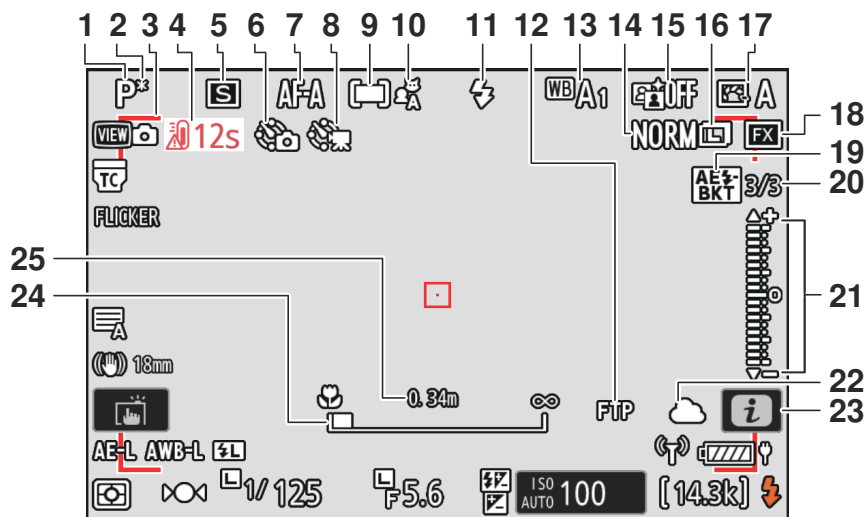 1 2 3 4 5 6 7 8 9 10 11 12 13 14 15 16 17
P* S AF-A A WB A1 OFF A
VIEW 12s NORM L FX 18
19
TC AE BKT 3/3 20
FLICKER
25
24 21
A
18mm
0.34m ∞ FTP 22
i 23
AE-L AWB-L L
L 1/125 L F5.6 ISO AUTO 100 [14.3k]